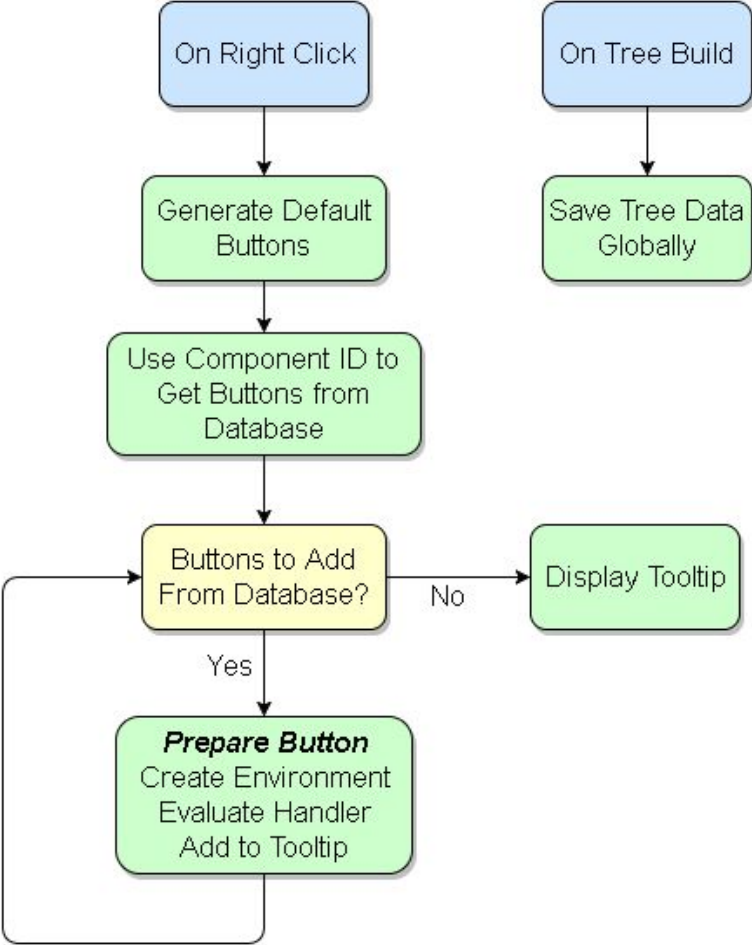 On Right Click
On Tree Build
Generate Default
Buttons
Save Tree Data
Globally
Use Component ID to
Get Buttons from
Database
Buttons to Add
From Database?
No
Display Tooltip
Yes
Prepare Button
Create Environment
Evaluate Handler
Add to Tooltip